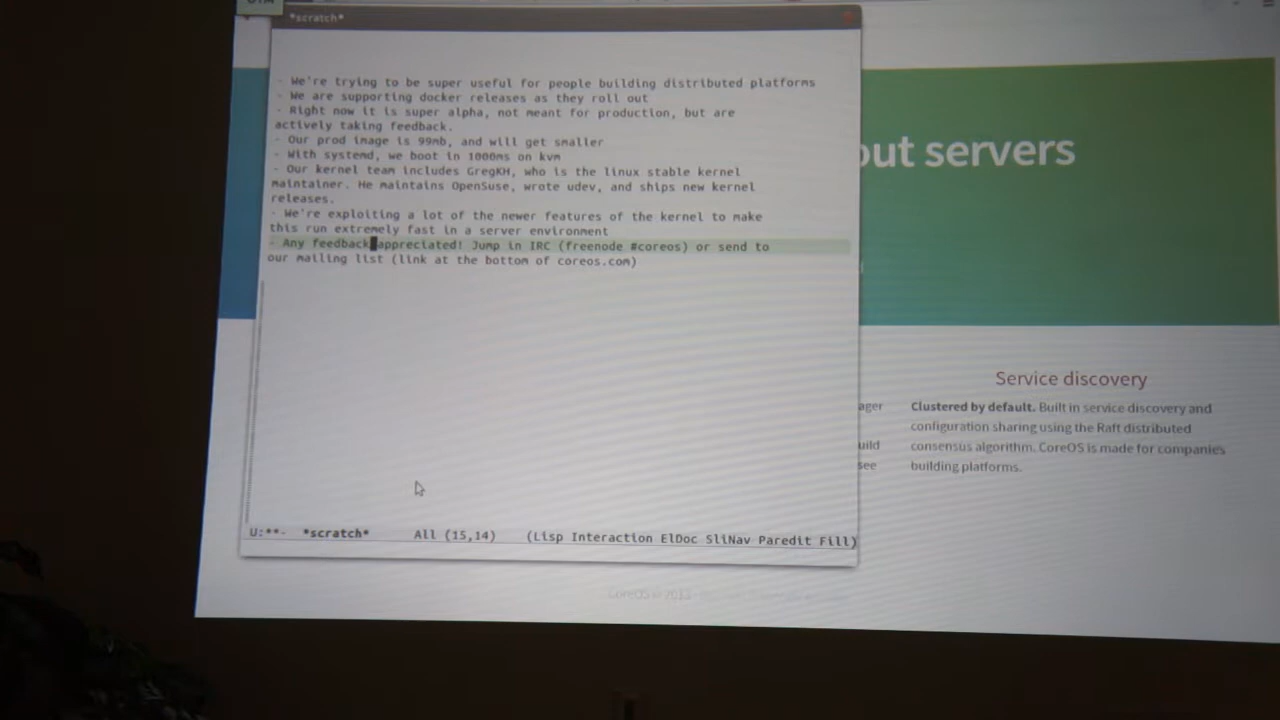 *scratch*
- We're trying to be super useful for people building distributed platforms
- We are supporting docker releases as they roll out
- Right now it is super alpha, not meant for production, but are
actively taking feedback.
- Our prod image is 99mb, and will get smaller
- With systemd, we boot in 1000ms on kvm
- Our kernel team includes GregKH, who is the linux stable kernel
maintainer. He maintains OpenSuse, wrote udev, and ships new kernel
releases.
- We're exploiting a lot of the newer features of the kernel to make
this run extremely fast in a server environment
- Any feedback appreciated! Jump in IRC (freenode #coreos) or send to
our mailing list (link at the bottom of coreos.com)
U:**- *scratch* All (15,14) (Lisp Interaction ElDoc SliNav Paredit Fill)
out servers
Service discovery
ager
Clustered by default. Built in service discovery and
configuration sharing using the Raft distributed
uild
consensus algorithm. CoreOS is made for companies
see
building platforms.
CoreOS © 2013